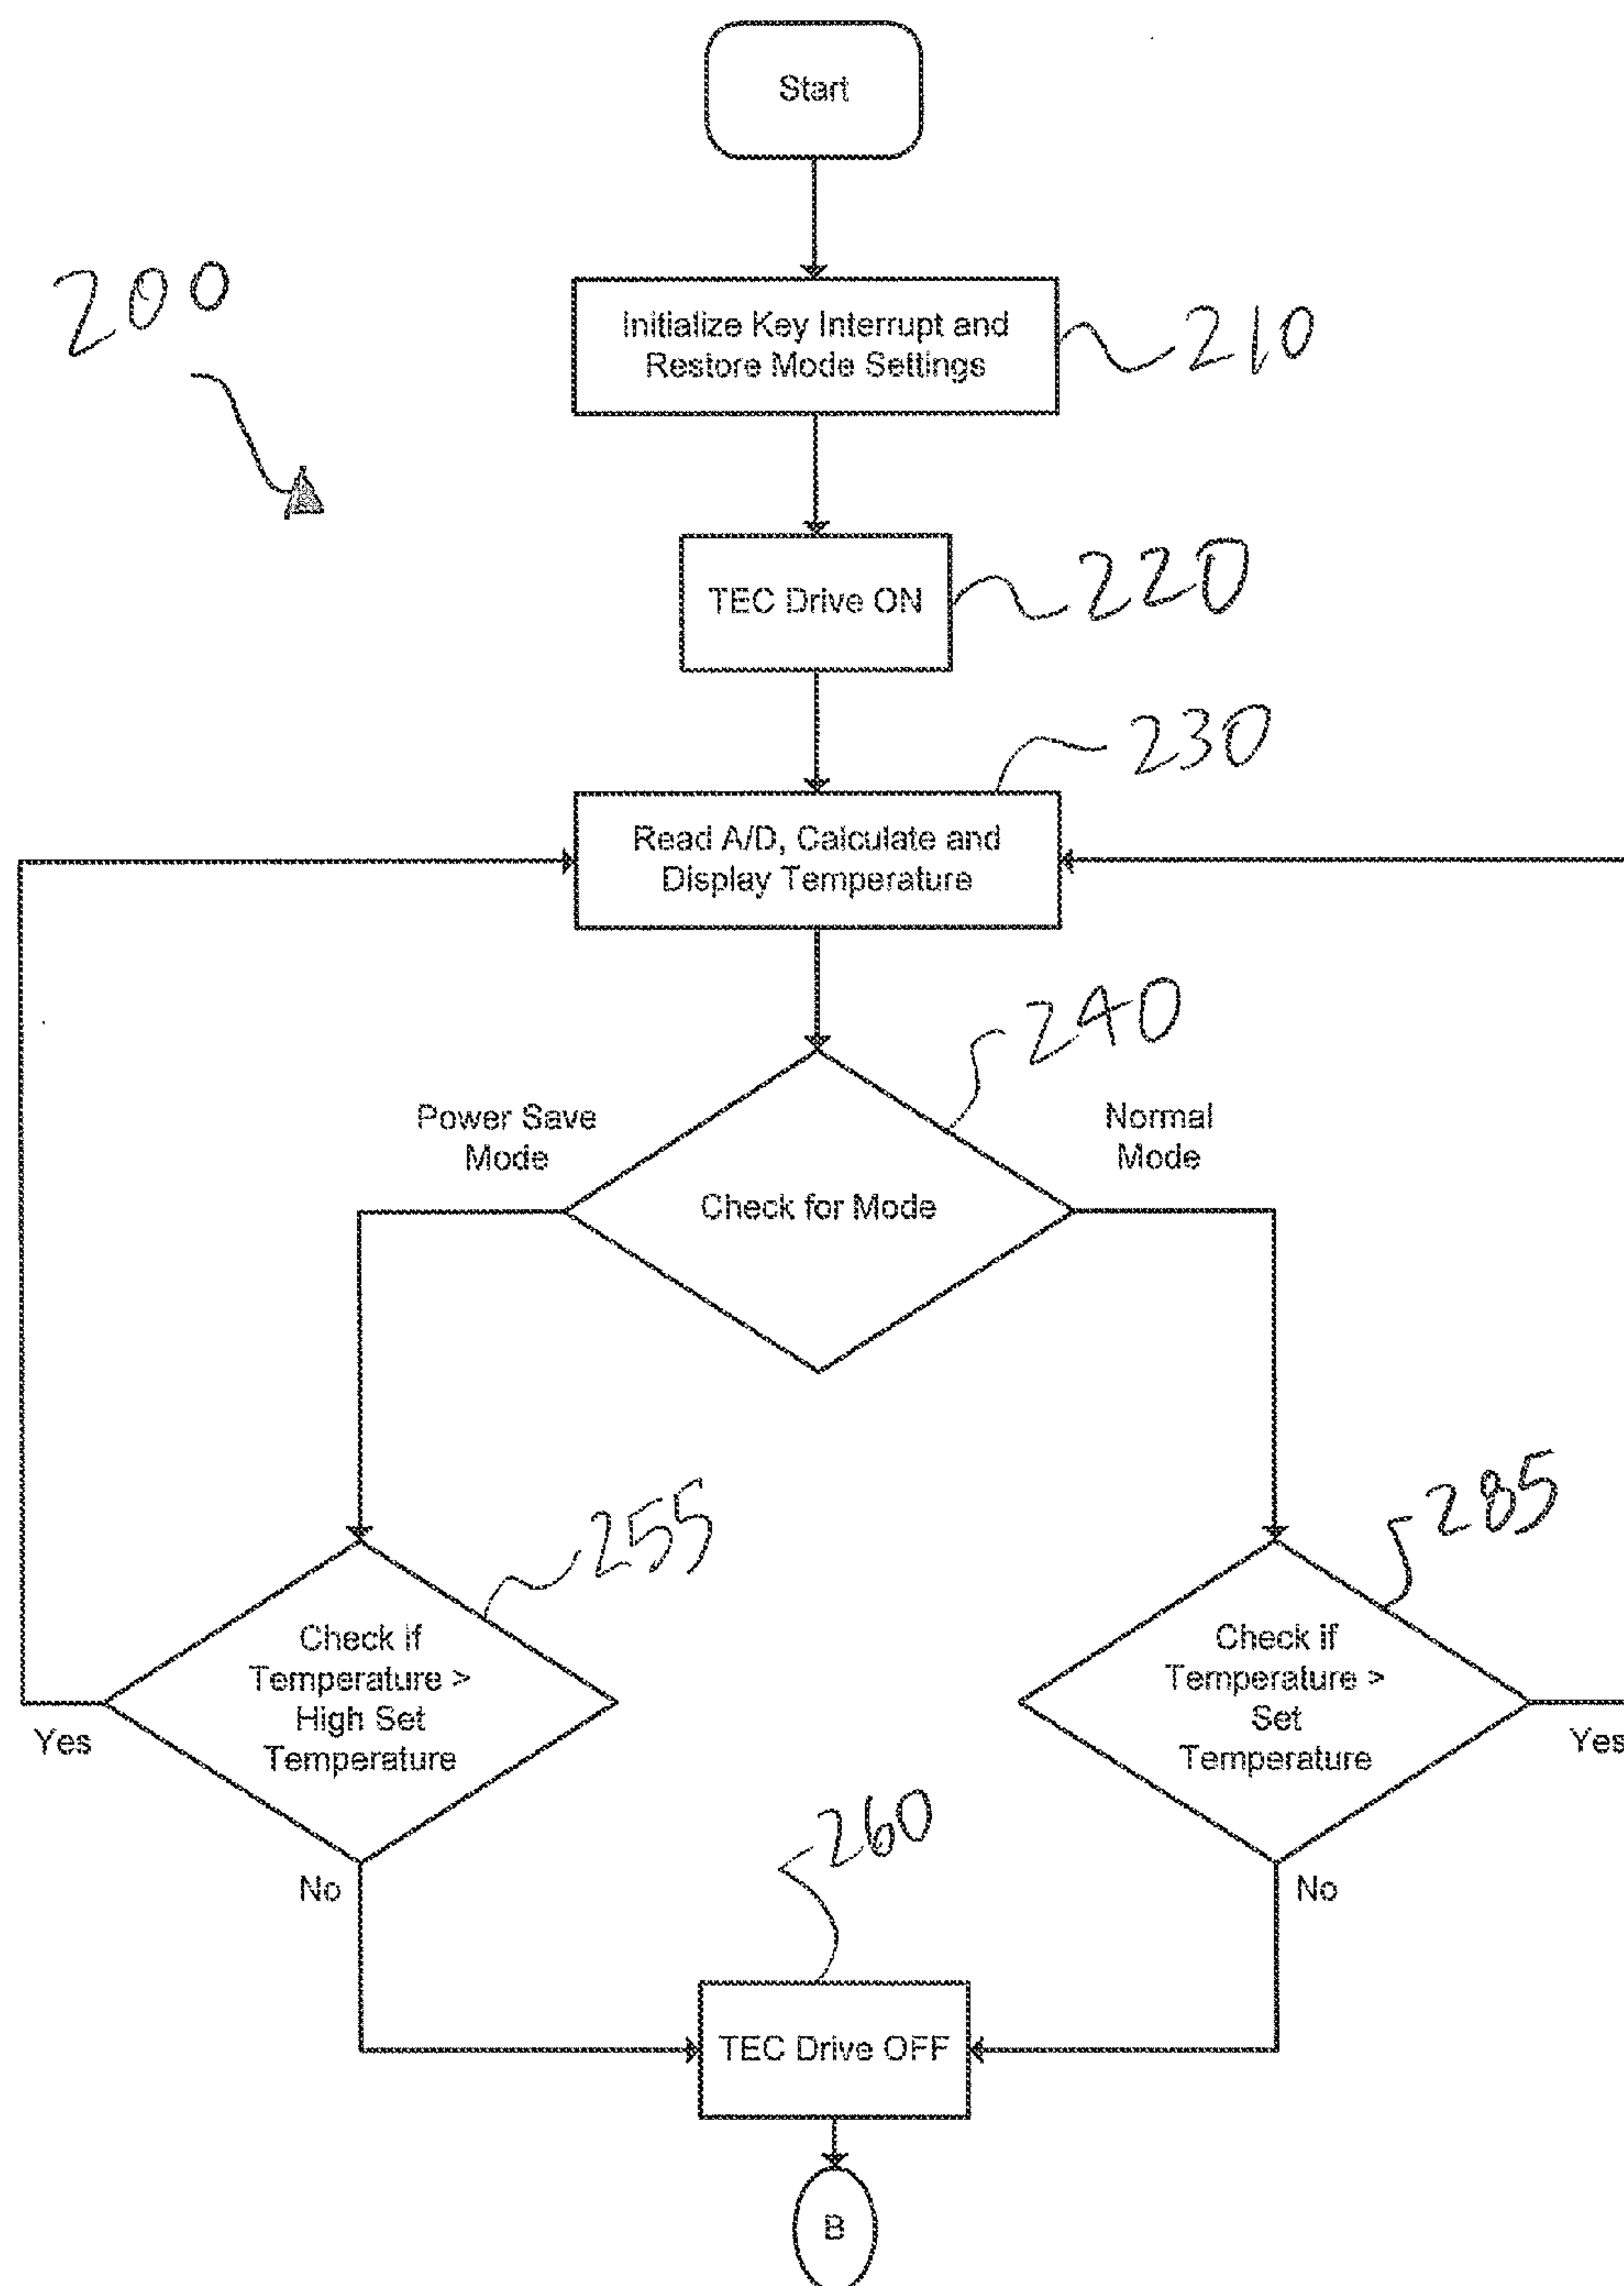 Start
200
Initialize Key Interrupt and
Restore Mode Settings
210
TEC Drive ON
220
230
Read A/D, Calculate and
Display Temperature
240
Power Save
Mode
Normal
Mode
Check for Mode
255
285
Check if
Temperature >
High Set
Temperature
Check if
Temperature >
Set
Temperature
Yes
Yes
260
No
No
TEC Drive OFF
B